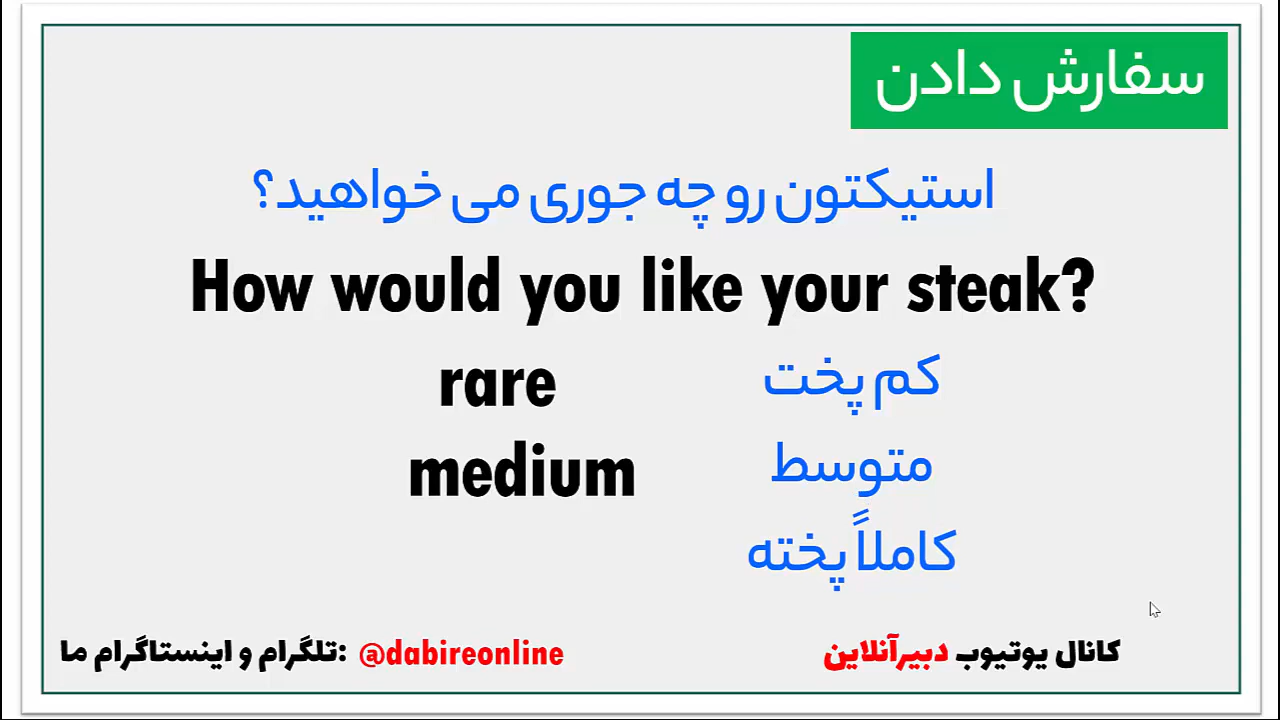 سفارش دادن
استیکتون رو چه جوری می خواهید؟
How would you like your steak?
rare کم پخت
medium متوسط
کاملاً پخته
تلگرام و اینستاگرام ما: @dabireonline کانال یوتیوب دبیرآنلاین